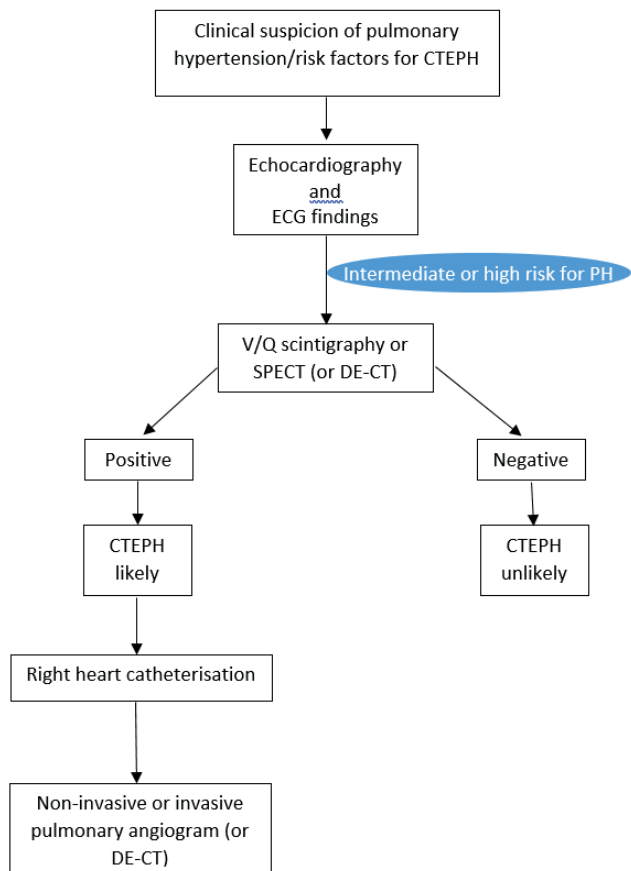 Clinical suspicion of pulmonary
hypertension/risk factors for CTEPH
Echocardiography
and
ECG findings
Intermediate or high risk for PH
V/Q scintigraphy or
SPECT (or DE-CT)
Positive
Negative
CTEPH
likely
CTEPH
unlikely
Right heart catheterisation
Non-invasive or invasive
pulmonary angiogram (or
DE-CT)